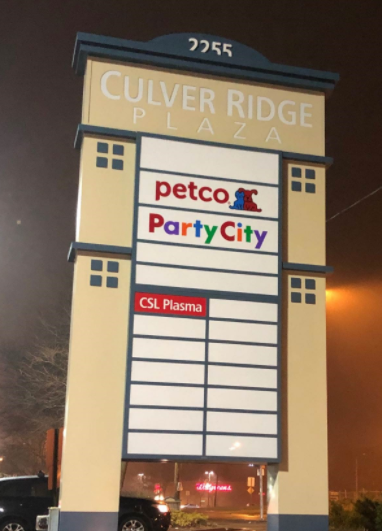 2255
CULVER RIDGE
PLAZA
petco
Party City
CSL Plasma